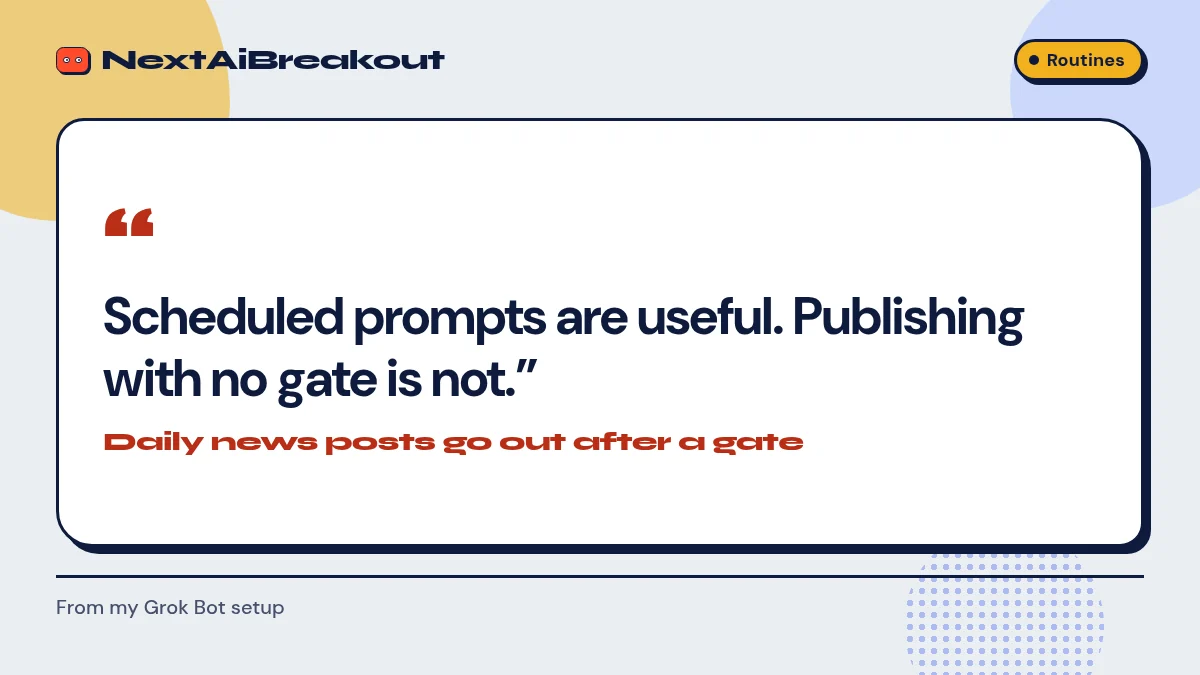 NextAiBreakout
Routines
“
Scheduled prompts are useful. Publishing
with no gate is not.”
Daily news posts go out after a gate
From my Grok Bot setup